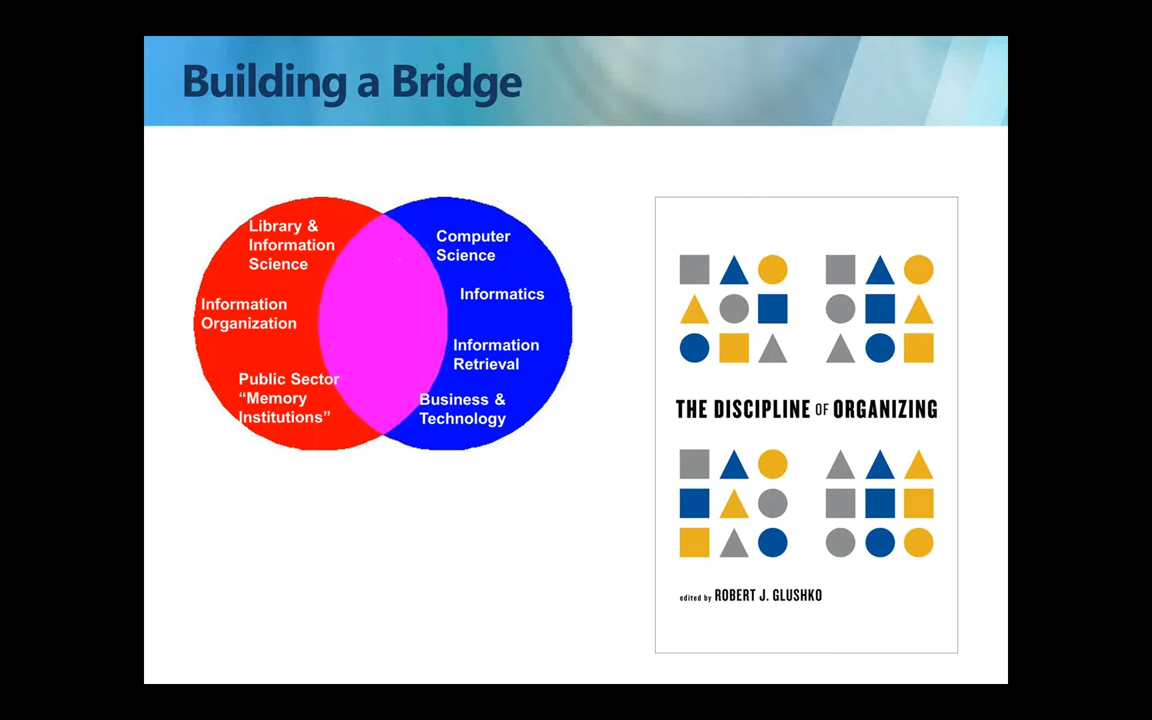 Building a Bridge
Library &
Information
Science
Information
Organization
Public Sector
“Memory
Institutions”
Computer
Science
Informatics
Information
Retrieval
Business &
Technology
THE DISCIPLINE OF ORGANIZING
edited by ROBERT J. GLUSHKO